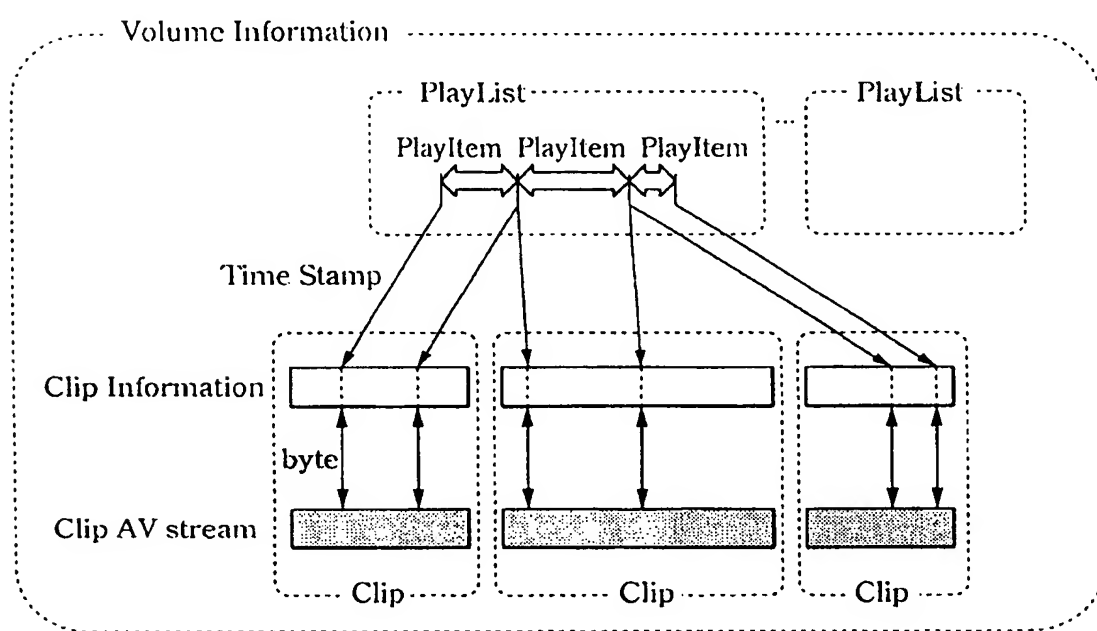 Volume Information
PlayList PlayList
...
PlayItem PlayItem PlayItem
Time Stamp
Clip Information
byte
Clip AV stream
Clip Clip Clip